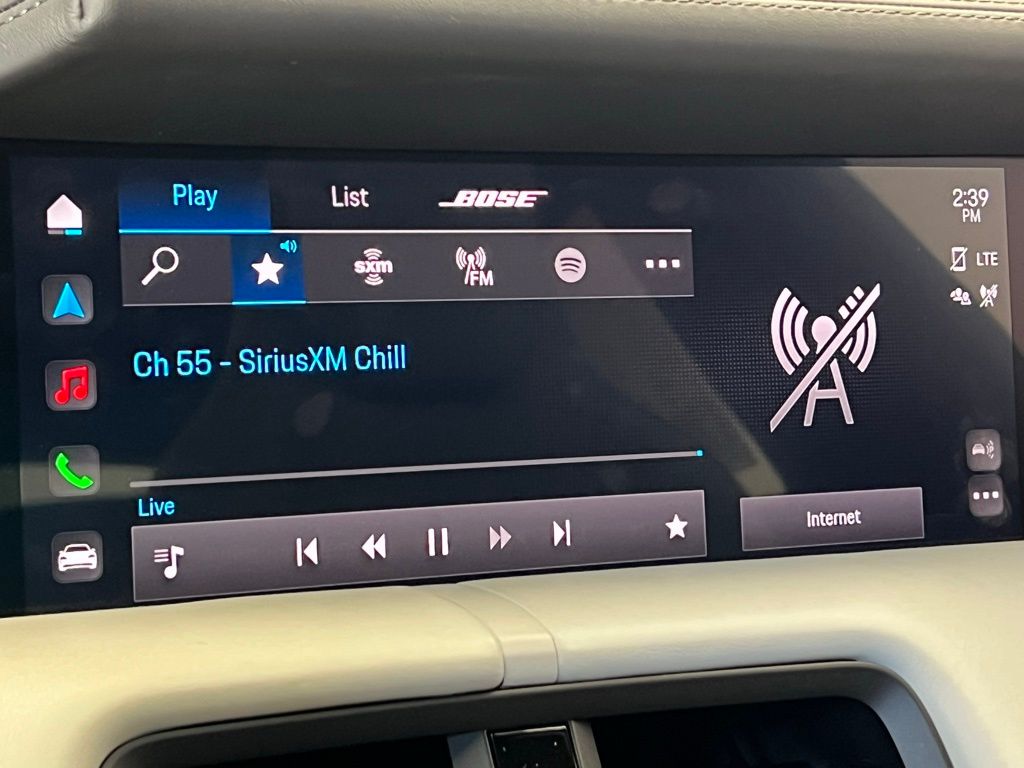 Play
List
BOSE
2:39
PM
sxm
FM
LTE
Ch 55 - SiriusXM Chill
Live
Internet